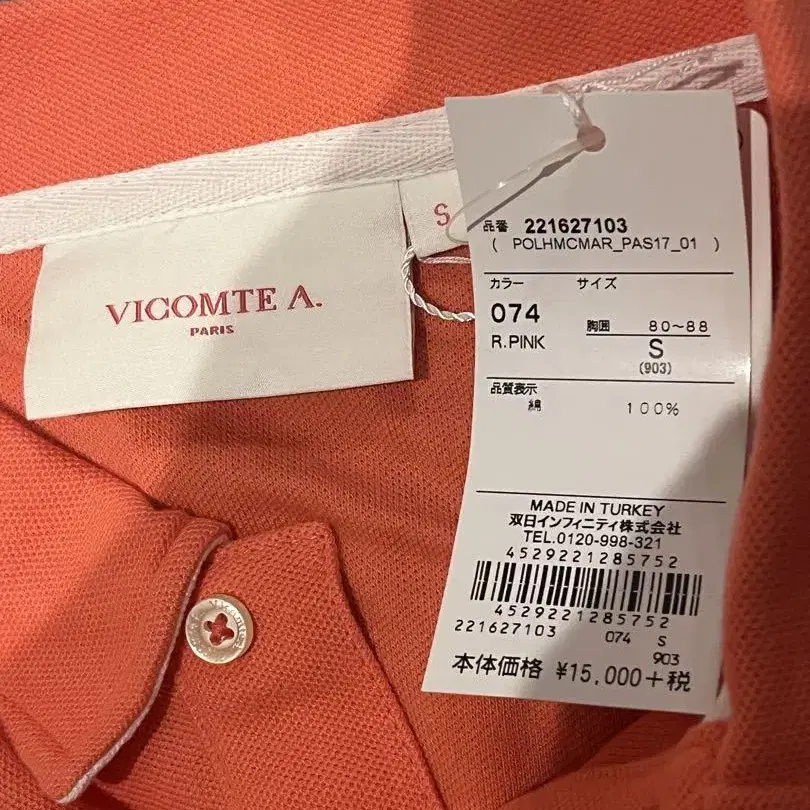 VICOMTE A.
PARIS
S
品番 221627103
( POLHMCMAR_PAS17_01 )
カラー サイズ
074 胸囲 80~88
R.PINK S
(903)
品質表示
綿 100%
MADE IN TURKEY
双日インフィニティ株式会社
TEL.0120-998-321
4529221285752
4529221285752
221627103 074 S
903
本体価格 ¥15,000+税